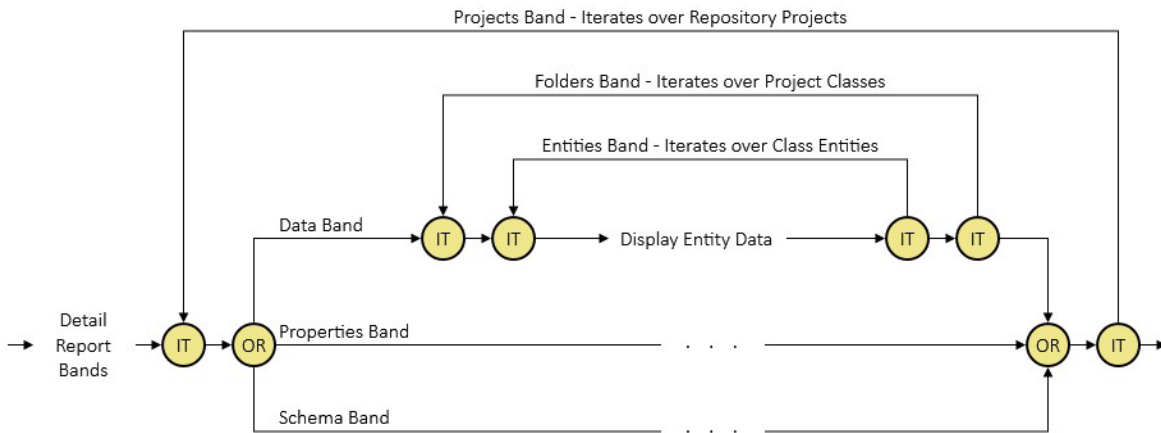 Projects Band - Iterates over Repository Projects
Folders Band - Iterates over Project Classes
Entities Band - Iterates over Class Entities
Data Band
IT
IT
Display Entity Data
IT
IT
Detail
Report
Bands
IT
OR
Properties Band
. . .
OR
IT
Schema Band
. . .